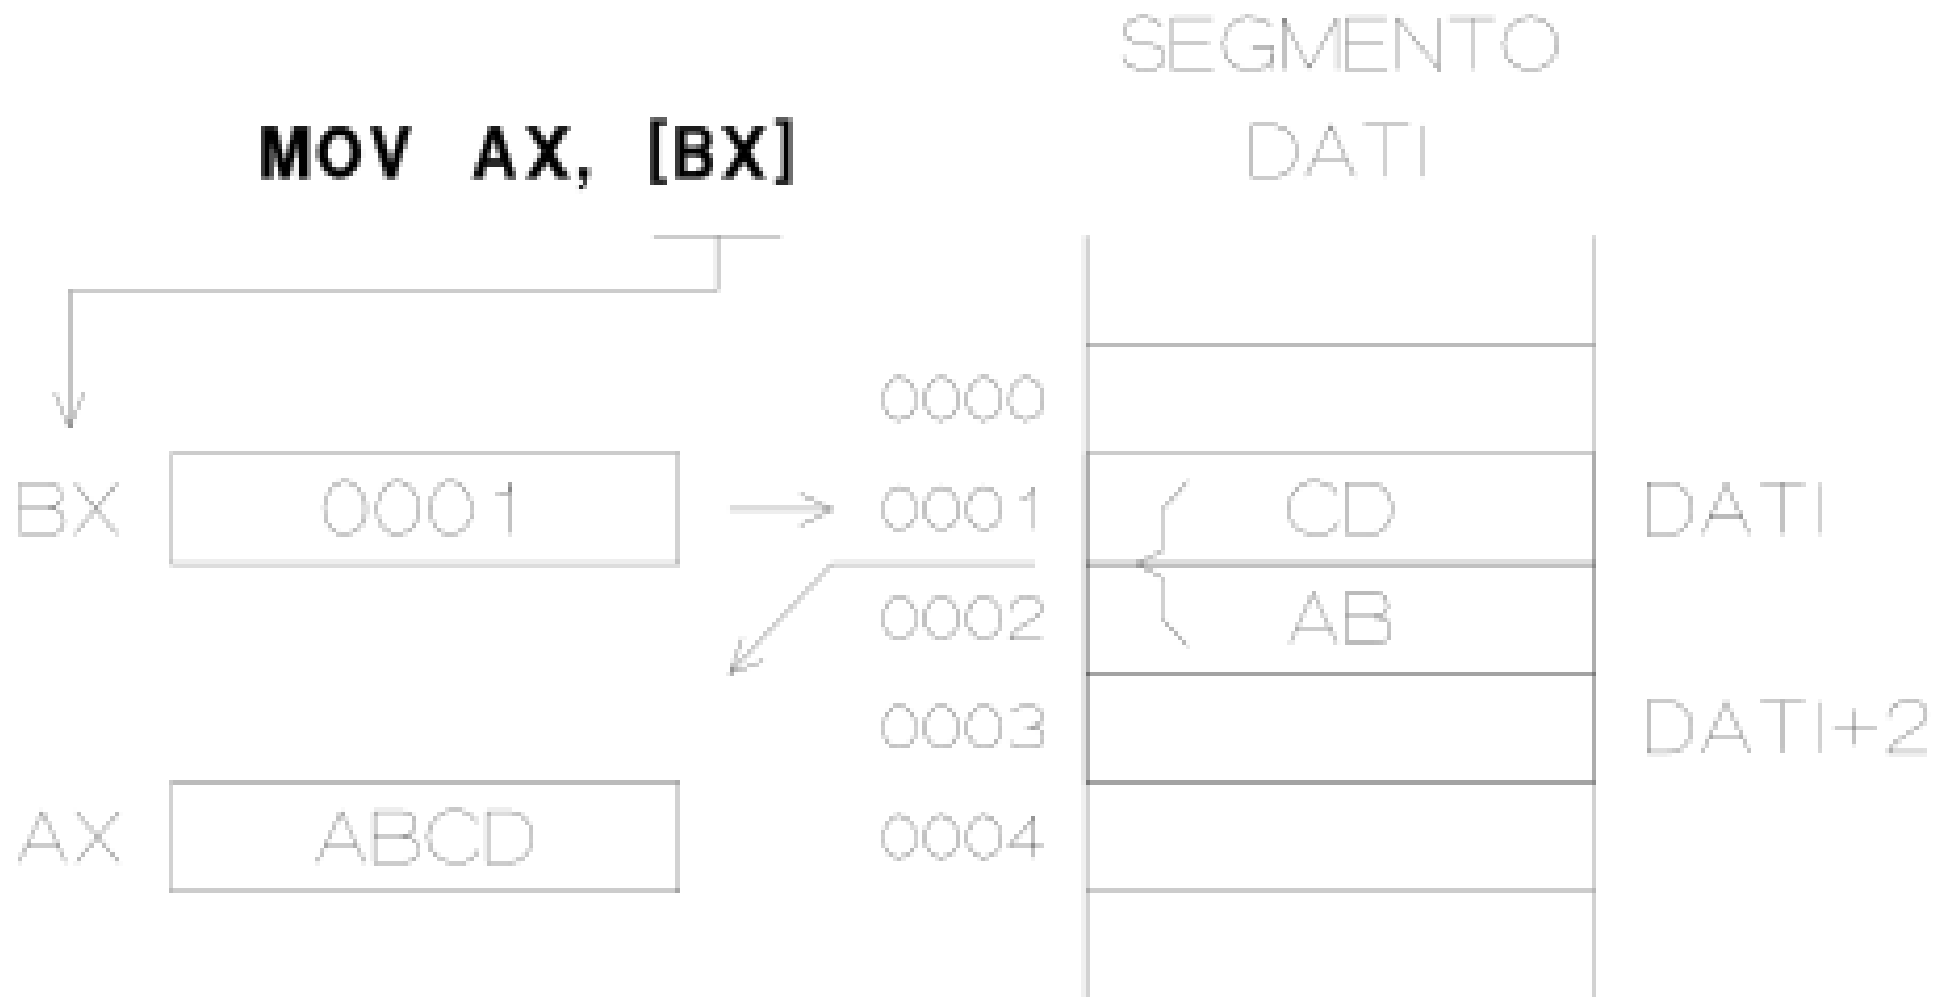 SEGMENTO
DATI
MOV AX, [BX]
0000
BX 0001 0001 CD DATI
0002 AB
0003 DATI+2
AX ABCD 0004